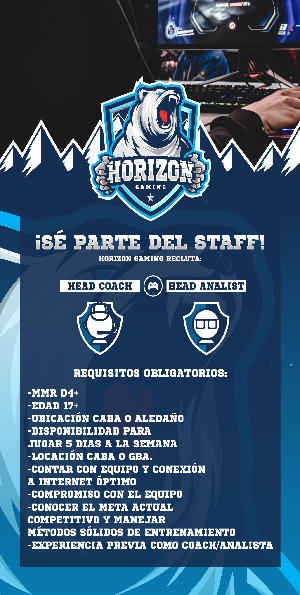 HORIZON
GAMING
¡SÉ PARTE DEL STAFF!
HORIZON GAMING RECLUTA:
HEAD COACH HEAD ANALIST
REQUISITOS OBLIGATORIOS:
-MMR D4+
-EDAD 17+
-UBICACIÓN CABA O ALEDAÑO
-DISPONIBILIDAD PARA
JUGAR 5 DIAS A LA SEMANA
-LOCACIÓN CABA O GBA.
-CONTAR CON EQUIPO Y CONEXIÓN
A INTERNET ÓPTIMO
-COMPROMISO CON EL EQUIPO
-CONOCER EL META ACTUAL
COMPETITIVO Y MANEJAR
MÉTODOS SÓLIDOS DE ENTRENAMIENTO
-EXPERIENCIA PREVIA COMO COACH/ANALISTA